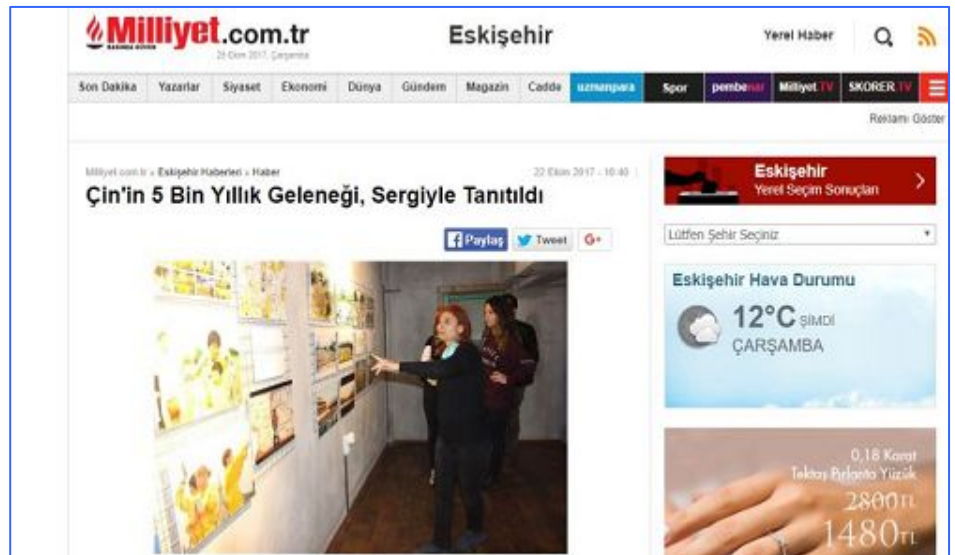 Milliyet.com.tr
BASINDA GÜVEN
Eskişehir
Yerel Haber
Son Dakika Yazarlar Siyaset Ekonomi Dünya Gündem Magazin Cadde uzmanpara Spor pembenar Milliyet.TV SKORER.TV
Reklamı Göster
Milliyet.com.tr » Eskişehir Haberleri » Haber
22 Ekim 2017 - 10:40
Çin'in 5 Bin Yıllık Geleneği, Sergiyle Tanıtıldı
Paylaş Tweet G+
Eskişehir
Yerel Seçim Sonuçları
Lütfen Şehir Seçiniz
Eskişehir Hava Durumu
12°C ŞİMDİ
ÇARŞAMBA
0,18 Karat
Tektaş Pırlanta Yüzük
2800TL
1480TL